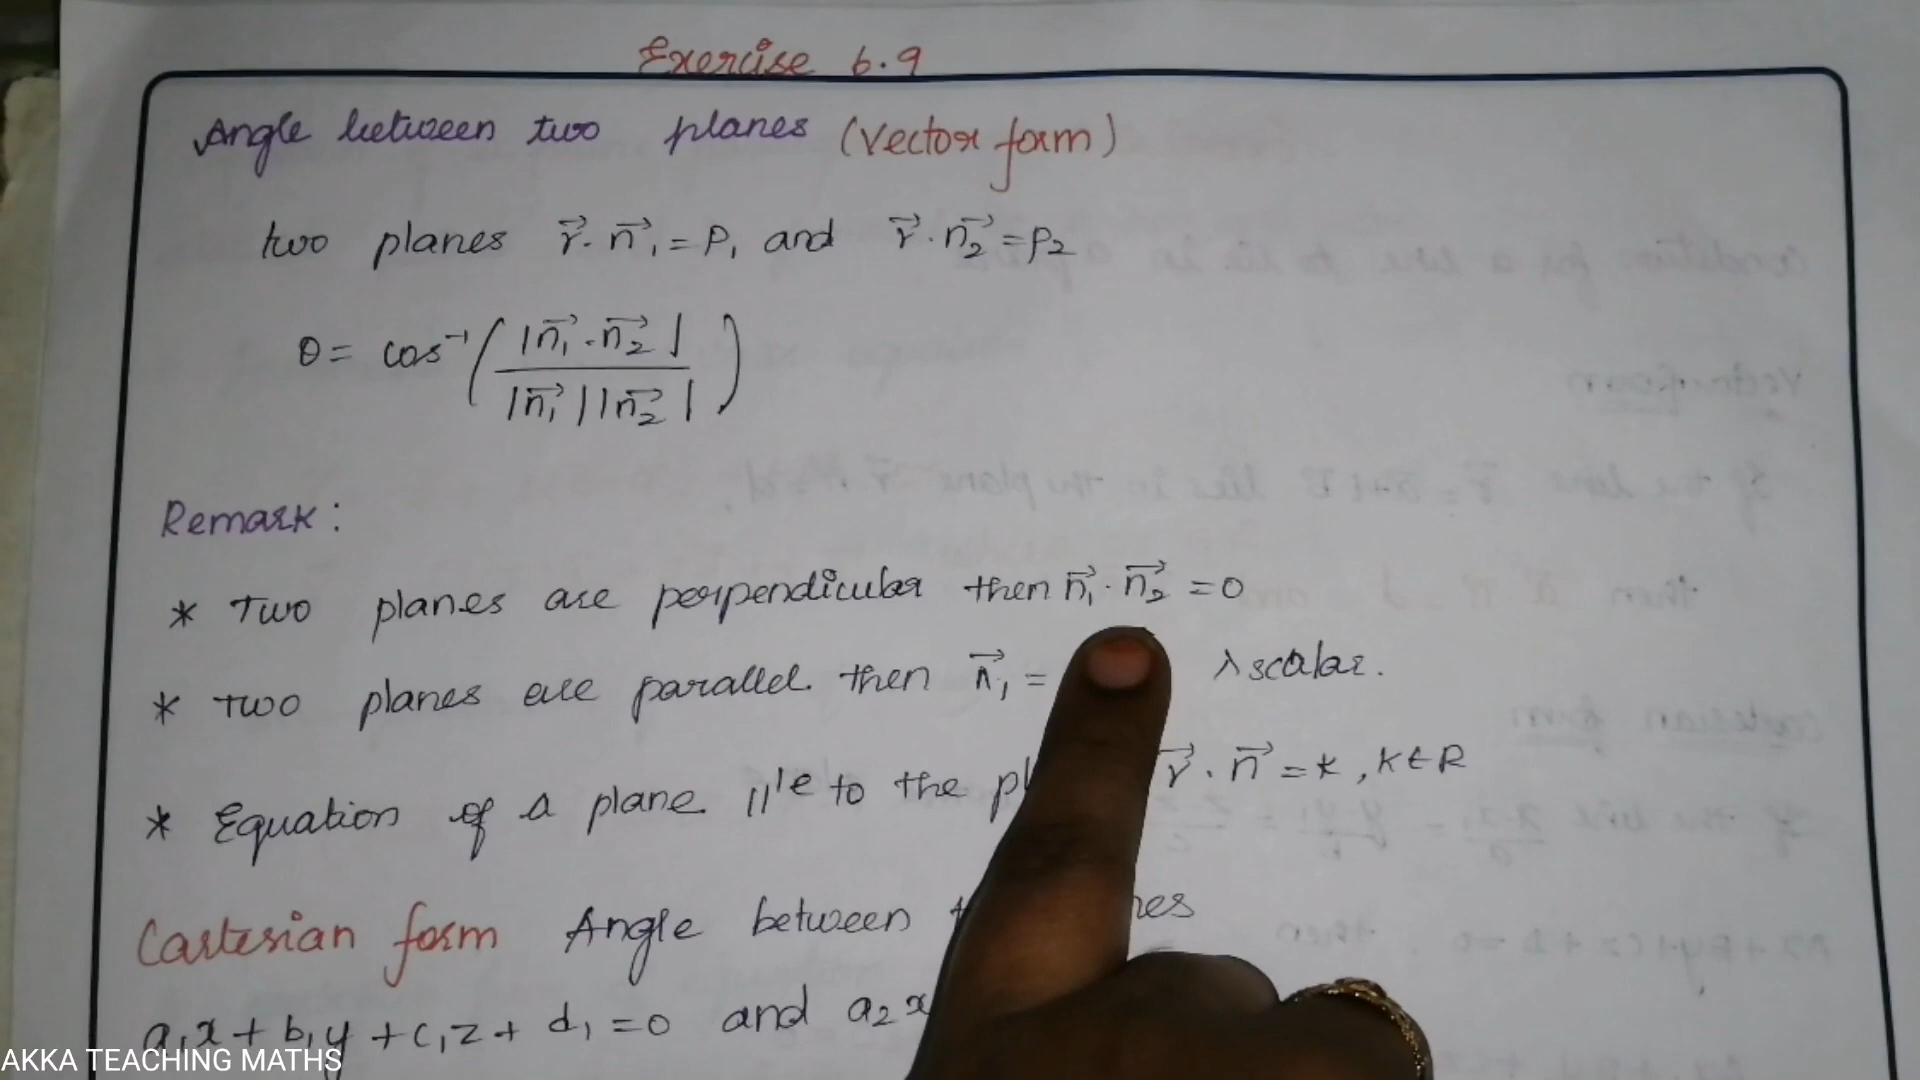 Exercise 6.9
Angle between two planes (Vector form)
two planes r⃗. n⃗₁ = P₁ and r⃗. n⃗₂ = P₂
θ = cos⁻¹ ( |n⃗₁ . n⃗₂| / |n⃗₁| |n⃗₂| )
Remark :
* Two planes are perpendicular then n⃗₁ . n⃗₂ = 0
* Two planes are parallel then n⃗₁ = λ scalar.
* Equation of a plane ||le to the r⃗ . n⃗ = k, k ∈ R
Cartesian form Angle between
a₁x + b₁y + c₁z + d₁ = 0 and a₂x
AKKA TEACHING MATHS